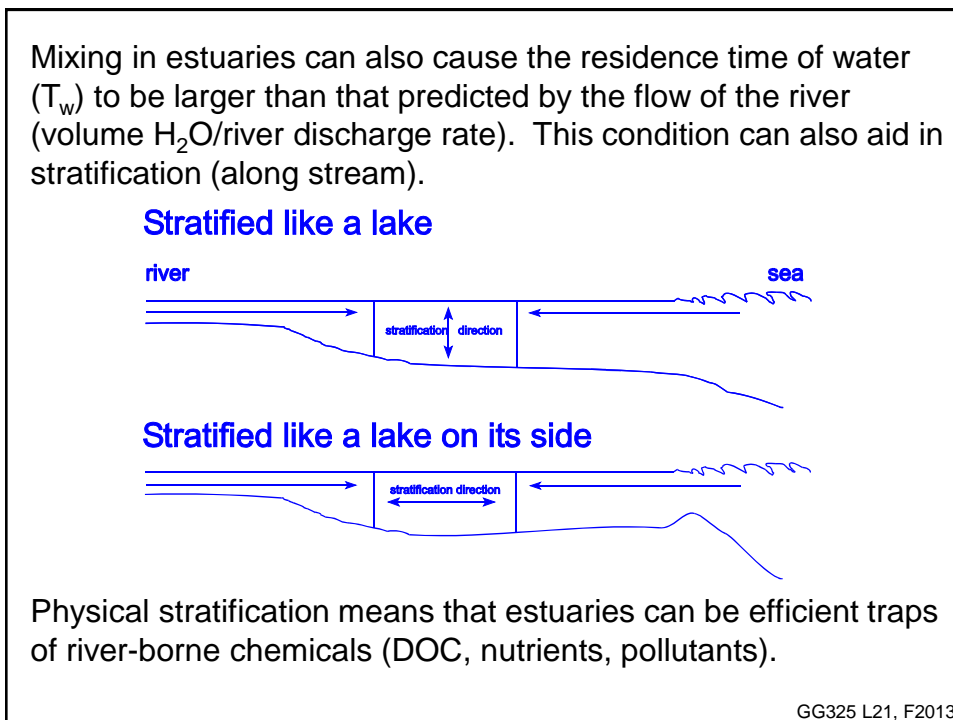 Mixing in estuaries can also cause the residence time of water
(Tw) to be larger than that predicted by the flow of the river
(volume H2O/river discharge rate).  This condition can also aid in
stratification (along stream).
Stratified like a lake
river sea
stratification direction
Stratified like a lake on its side
stratification direction
Physical stratification means that estuaries can be efficient traps
of river-borne chemicals (DOC, nutrients, pollutants).
GG325 L21, F2013